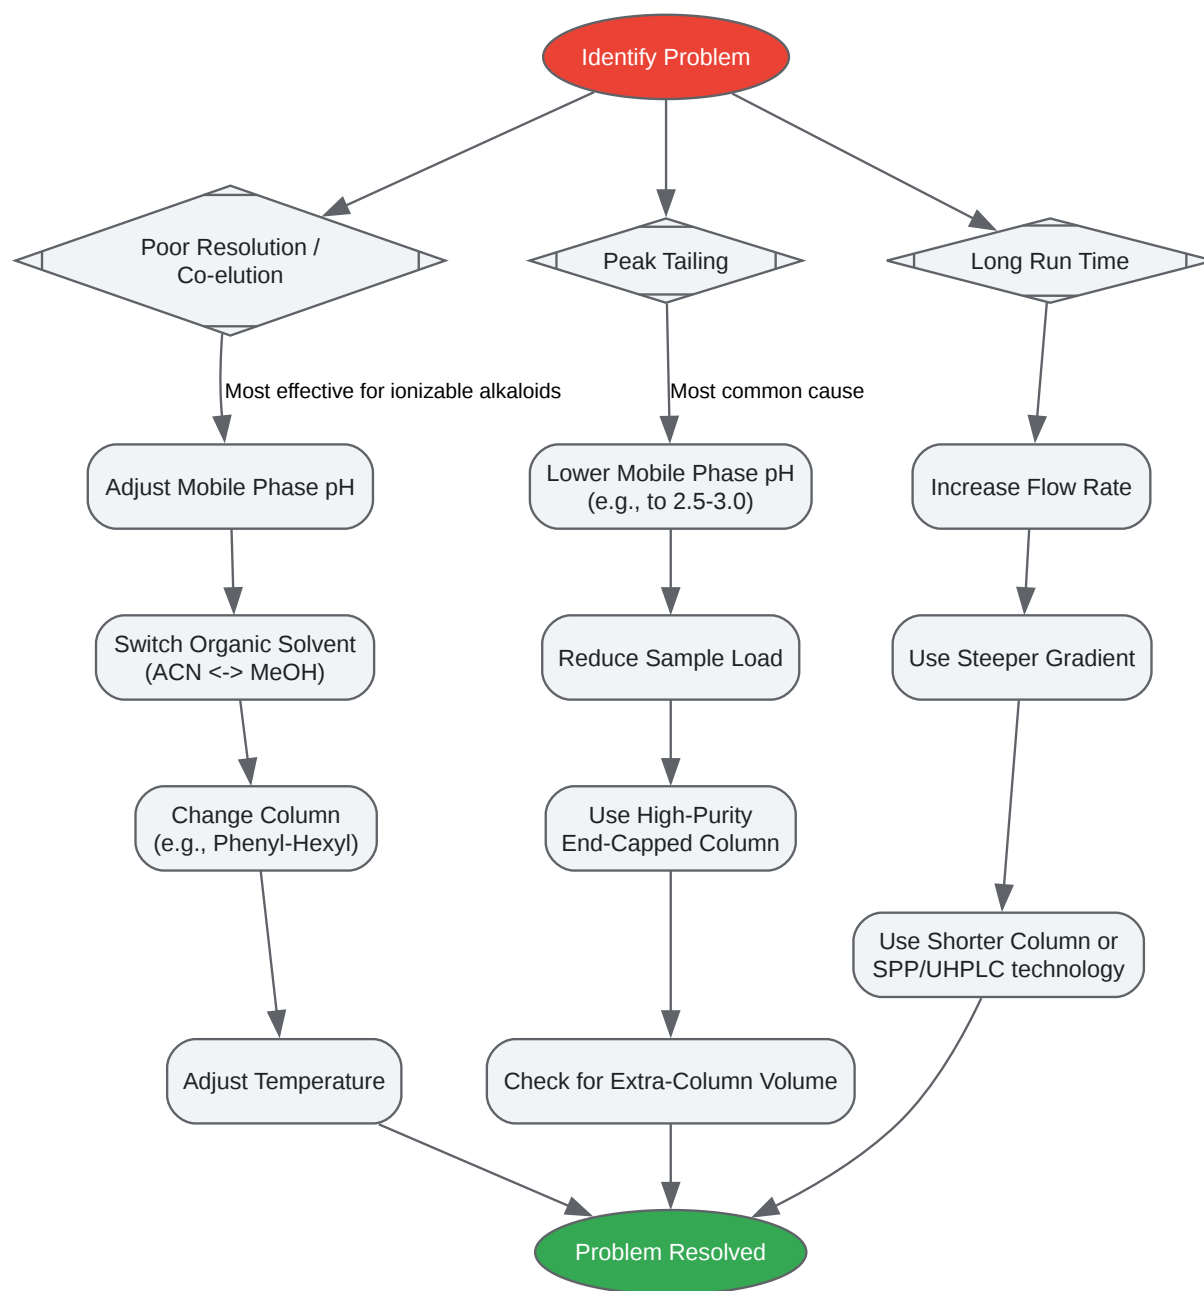 Identify Problem
Poor Resolution /
Co-elution
Peak Tailing
Long Run Time
Most effective for ionizable alkaloids
Most common cause
Adjust Mobile Phase pH
Lower Mobile Phase pH
(e.g., to 2.5-3.0)
Increase Flow Rate
Switch Organic Solvent
(ACN <-> MeOH)
Reduce Sample Load
Use Steeper Gradient
Change Column
(e.g., Phenyl-Hexyl)
Use High-Purity
End-Capped Column
Use Shorter Column or
SPP/UHPLC technology
Adjust Temperature
Check for Extra-Column Volume
Problem Resolved